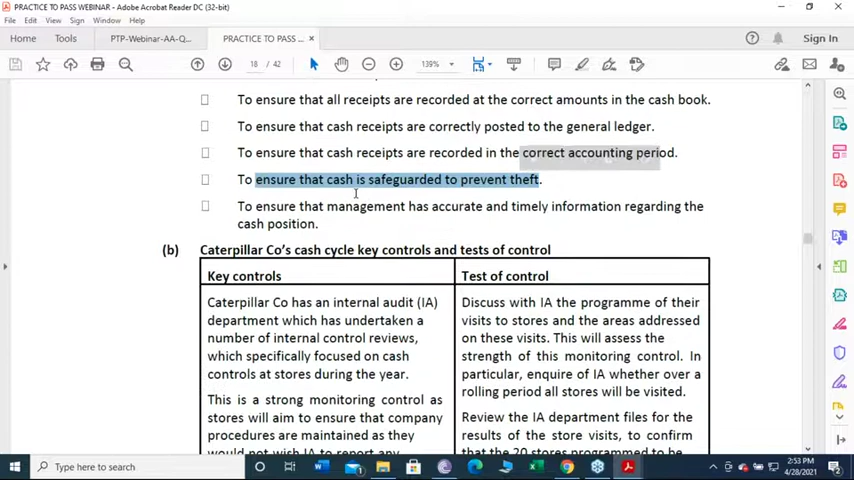 PRACTICE TO PASS WEBINAR - Adobe Acrobat Reader DC (32-bit)
File Edit View Sign Window Help
Home Tools PTP-Webinar-AA-Q... PRACTICE TO PASS ... × Sign In
18 / 42 139%
To ensure that all receipts are recorded at the correct amounts in the cash book.
To ensure that cash receipts are correctly posted to the general ledger.
To ensure that cash receipts are recorded in the correct accounting period.
To ensure that cash is safeguarded to prevent theft.
To ensure that management has accurate and timely information regarding the
cash position.
(b) Caterpillar Co's cash cycle key controls and tests of control
Key controls
Caterpillar Co has an internal audit (IA)
department which has undertaken a
number of internal control reviews,
which specifically focused on cash
controls at stores during the year.
This is a strong monitoring control as
stores will aim to ensure that company
procedures are maintained as they
would not wish IA to report any
Test of control
Discuss with IA the programme of their
visits to stores and the areas addressed
on these visits. This will assess the
strength of this monitoring control. In
particular, enquire of IA whether over a
rolling period all stores will be visited.
Review the IA department files for the
results of the store visits, to confirm
that the 20 stores programmed to be
Type here to search
2:53 PM
4/28/2021